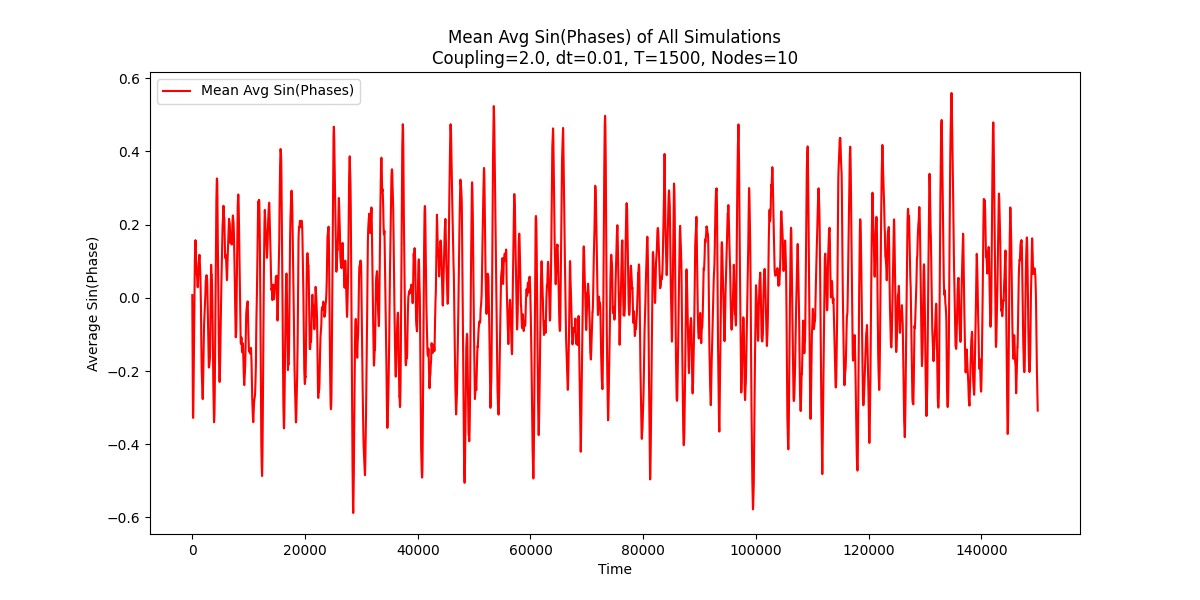 Mean Avg Sin(Phases) of All Simulations
Coupling=2.0, dt=0.01, T=1500, Nodes=10
Mean Avg Sin(Phases)
Average Sin(Phase)
0.6
0.4
0.2
0.0
−0.2
−0.4
−0.6
0 20000 40000 60000 80000 100000 120000 140000
Time